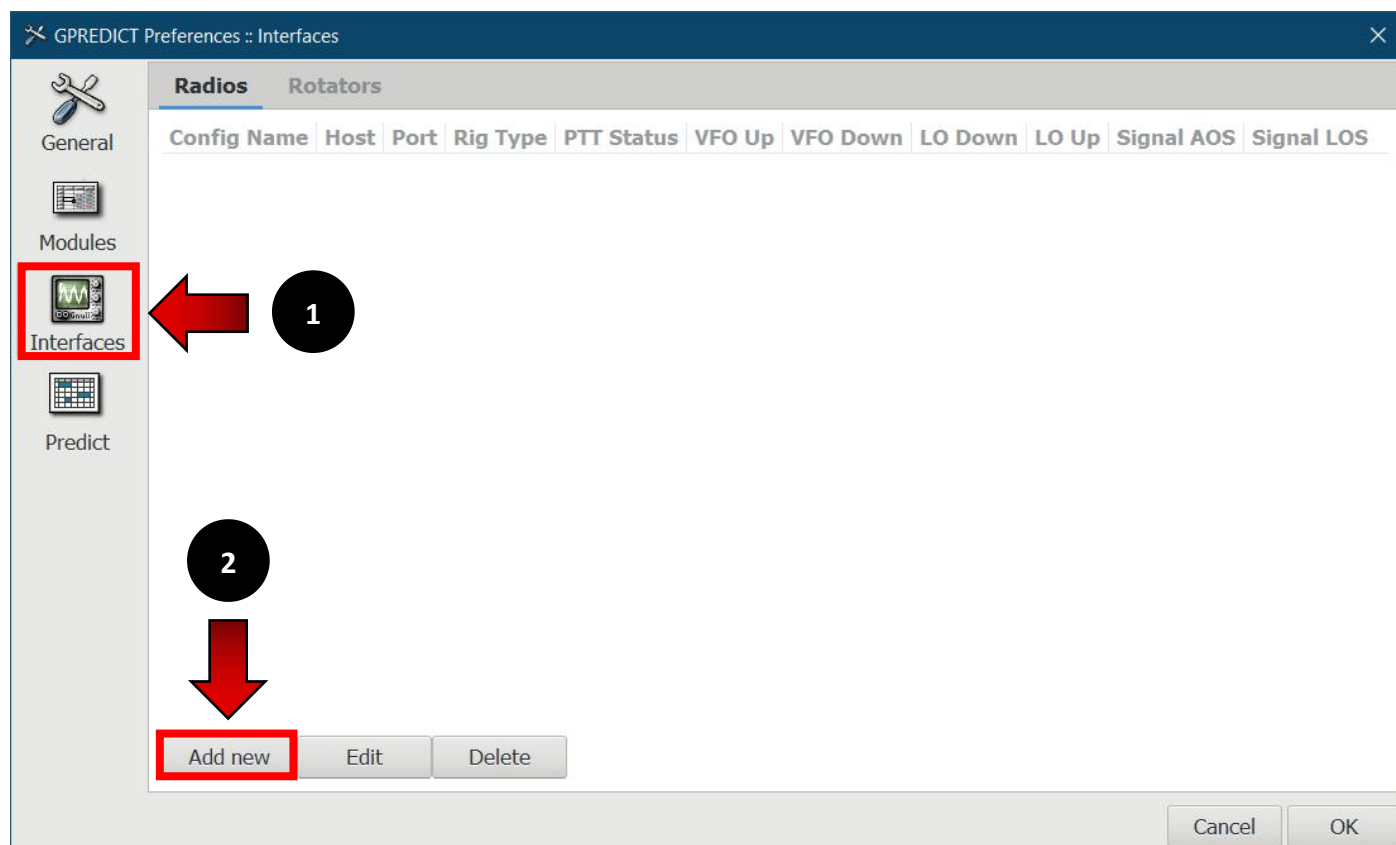 GPREDICT Preferences :: Interfaces
General
Modules
Interfaces
Predict
Radios Rotators
Config Name Host Port Rig Type PTT Status VFO Up VFO Down LO Down LO Up Signal AOS Signal LOS
1
2
Add new Edit Delete
Cancel OK